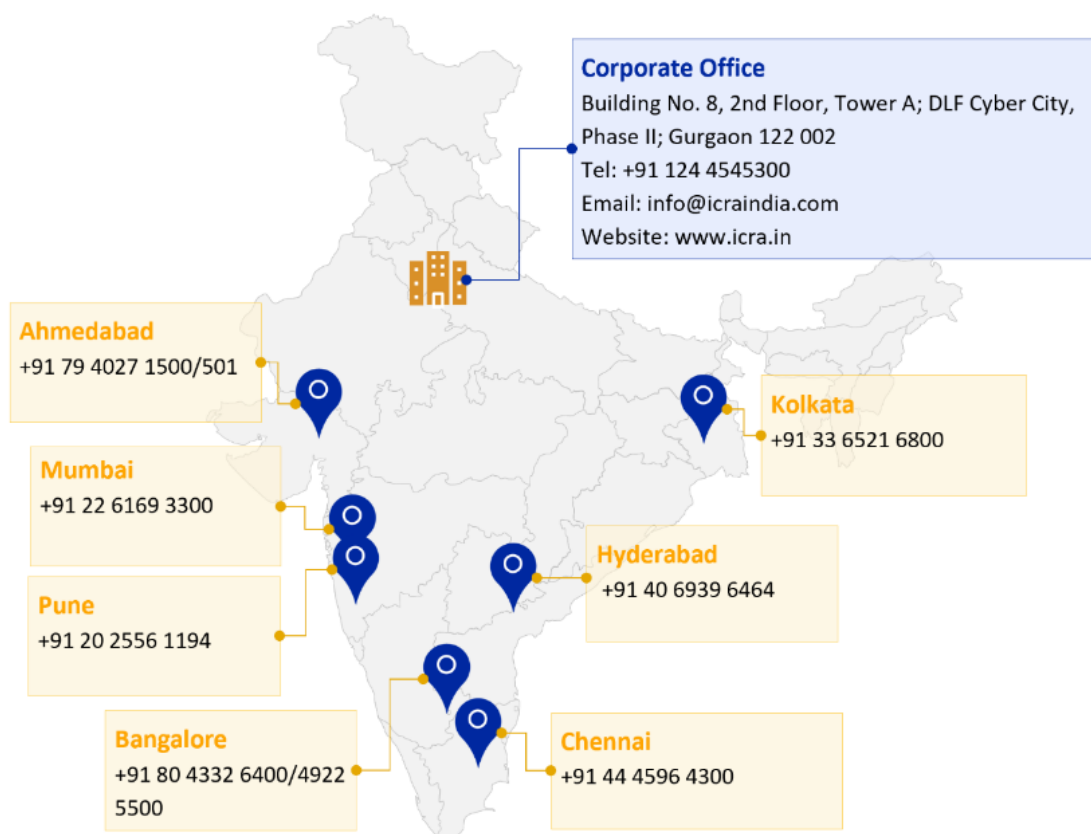 Corporate Office
Building No. 8, 2nd Floor, Tower A; DLF Cyber City,
Phase II; Gurgaon 122 002
Tel: +91 124 4545300
Email: info@icraindia.com
Website: www.icra.in
Ahmedabad
+91 79 4027 1500/501
Kolkata
+91 33 6521 6800
Mumbai
+91 22 6169 3300
Hyderabad
+91 40 6939 6464
Pune
+91 20 2556 1194
Bangalore
+91 80 4332 6400/4922
5500
Chennai
+91 44 4596 4300